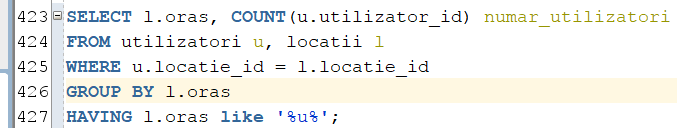 423 SELECT l.oras, COUNT(u.utilizator_id) numar_utilizatori
424 FROM utilizatori u, locatii l
425 WHERE u.locatie_id = l.locatie_id
426 GROUP BY l.oras
427 HAVING l.oras like '%u%';